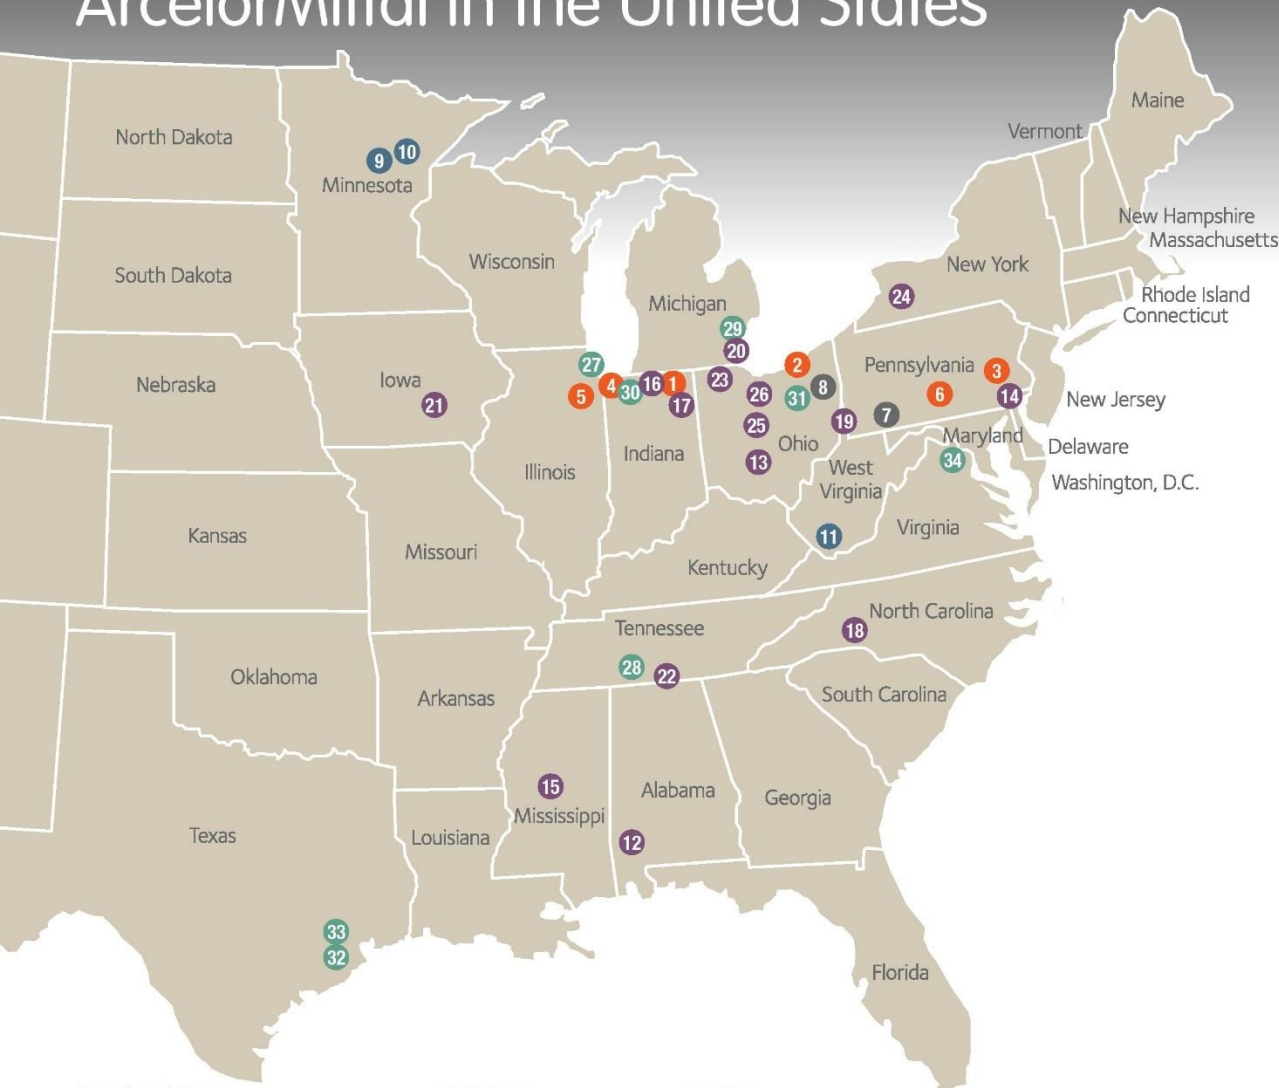 ArcelorMittal in the United States
Maine
Vermont
North Dakota
9
10
Minnesota
New Hampshire
Massachusetts
Wisconsin
South Dakota
New York
24
Michigan
Rhode Island
Connecticut
29
20
27
2
Pennsylvania
3
Nebraska
Iowa
21
5
4
30
16
1
17
23
26
31
8
6
14
New Jersey
7
19
25
Ohio
Maryland
Delaware
Indiana
13
34
Illinois
West
Virginia
Washington, D.C.
Kansas
Missouri
11
Virginia
Kentucky
North Carolina
Tennessee
18
28
22
Oklahoma
Arkansas
South Carolina
15
Mississippi
Alabama
Georgia
Texas
Louisiana
12
33
32
Florida